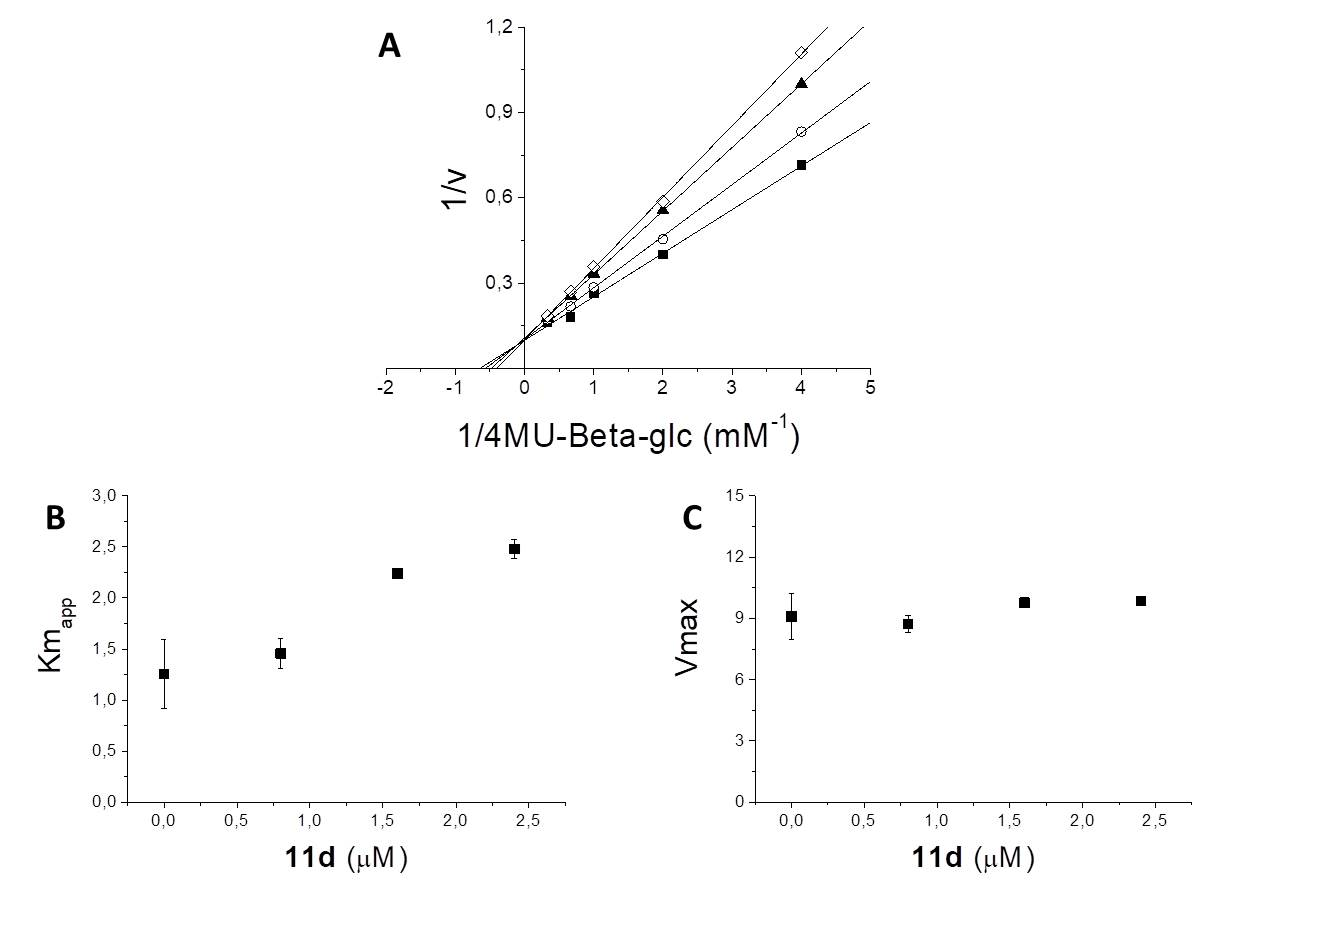 A
1,2
0,9
0,6
0,3
1/v
-2 -1 0 1 2 3 4 5
1/4MU-Beta-glc (mM-1)
B
3,0
2,5
2,0
1,5
1,0
0,5
0,0
Kmapp
0,0 0,5 1,0 1,5 2,0 2,5
11d (μM)
C
15
12
9
6
3
0
Vmax
0,0 0,5 1,0 1,5 2,0 2,5
11d (μM)